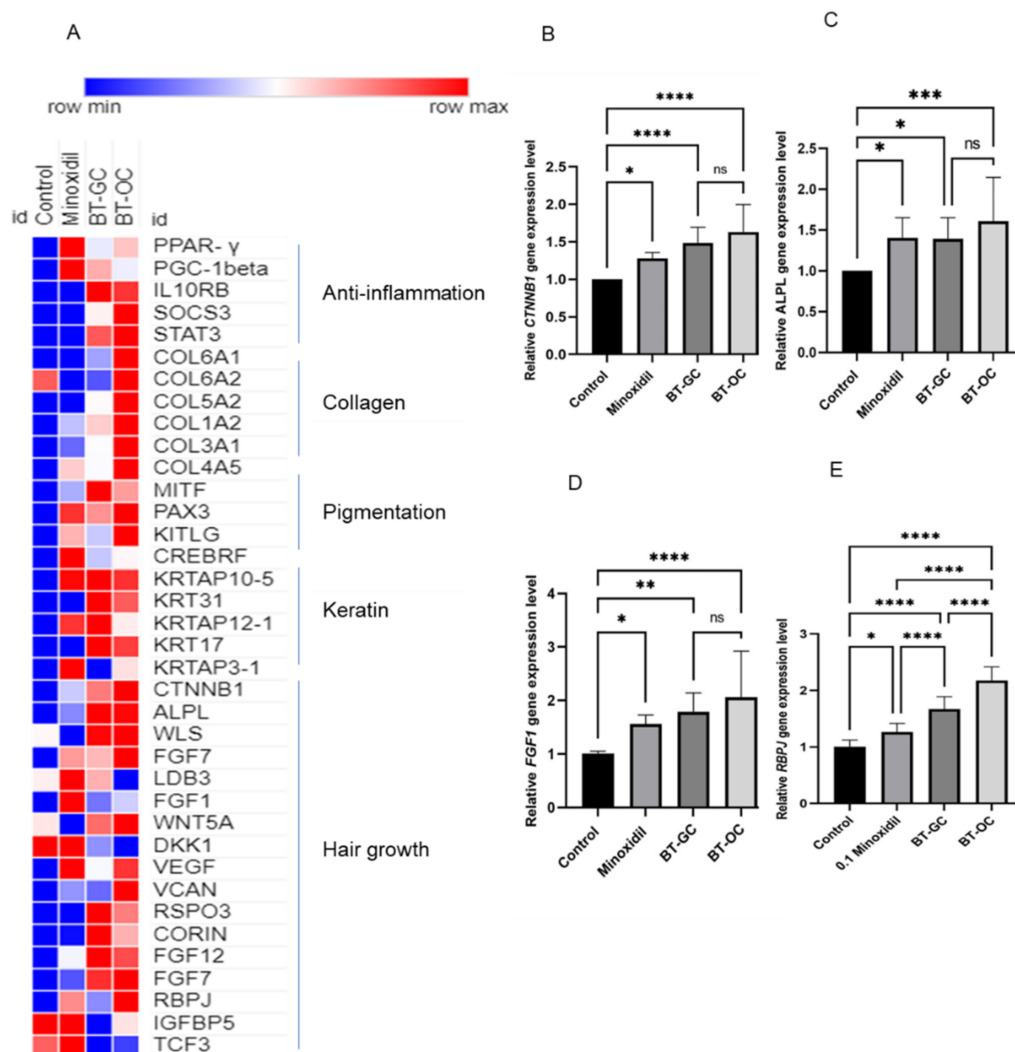 A
row min row max
id Control Minoxidil BT-GC BT-OC id
PPAR- γ
PGC-1beta
IL10RB
SOCS3
STAT3
COL6A1
COL6A2
COL5A2
COL1A2
COL3A1
COL4A5
MITF
PAX3
KITLG
CREBRF
KRTAP10-5
KRT31
KRTAP12-1
KRT17
KRTAP3-1
CTNNB1
ALPL
WLS
FGF7
LDB3
FGF1
WNT5A
DKK1
VEGF
VCAN
RSPO3
CORIN
FGF12
FGF7
RBPJ
IGFBP5
TCF3
Anti-inflammation
Collagen
Pigmentation
Keratin
Hair growth
B
Relative CTNNB1 gene expression level
2.5
2.0
1.5
1.0
0.5
0.0
****
****
*
ns
Control Minoxidil BT-GC BT-OC
C
Relative ALPL gene expression level
2.5
2.0
1.5
1.0
0.5
0.0
***
*
*
ns
Control Minoxidil BT-GC BT-OC
D
Relative FGF1 gene expression level
4
3
2
1
0
****
**
*
ns
Control Minoxidil BT-GC BT-OC
E
Relative RBPJ gene expression level
3
2
1
0
****
****
**** ****
* ****
Control 0.1 Minoxidil BT-GC BT-OC